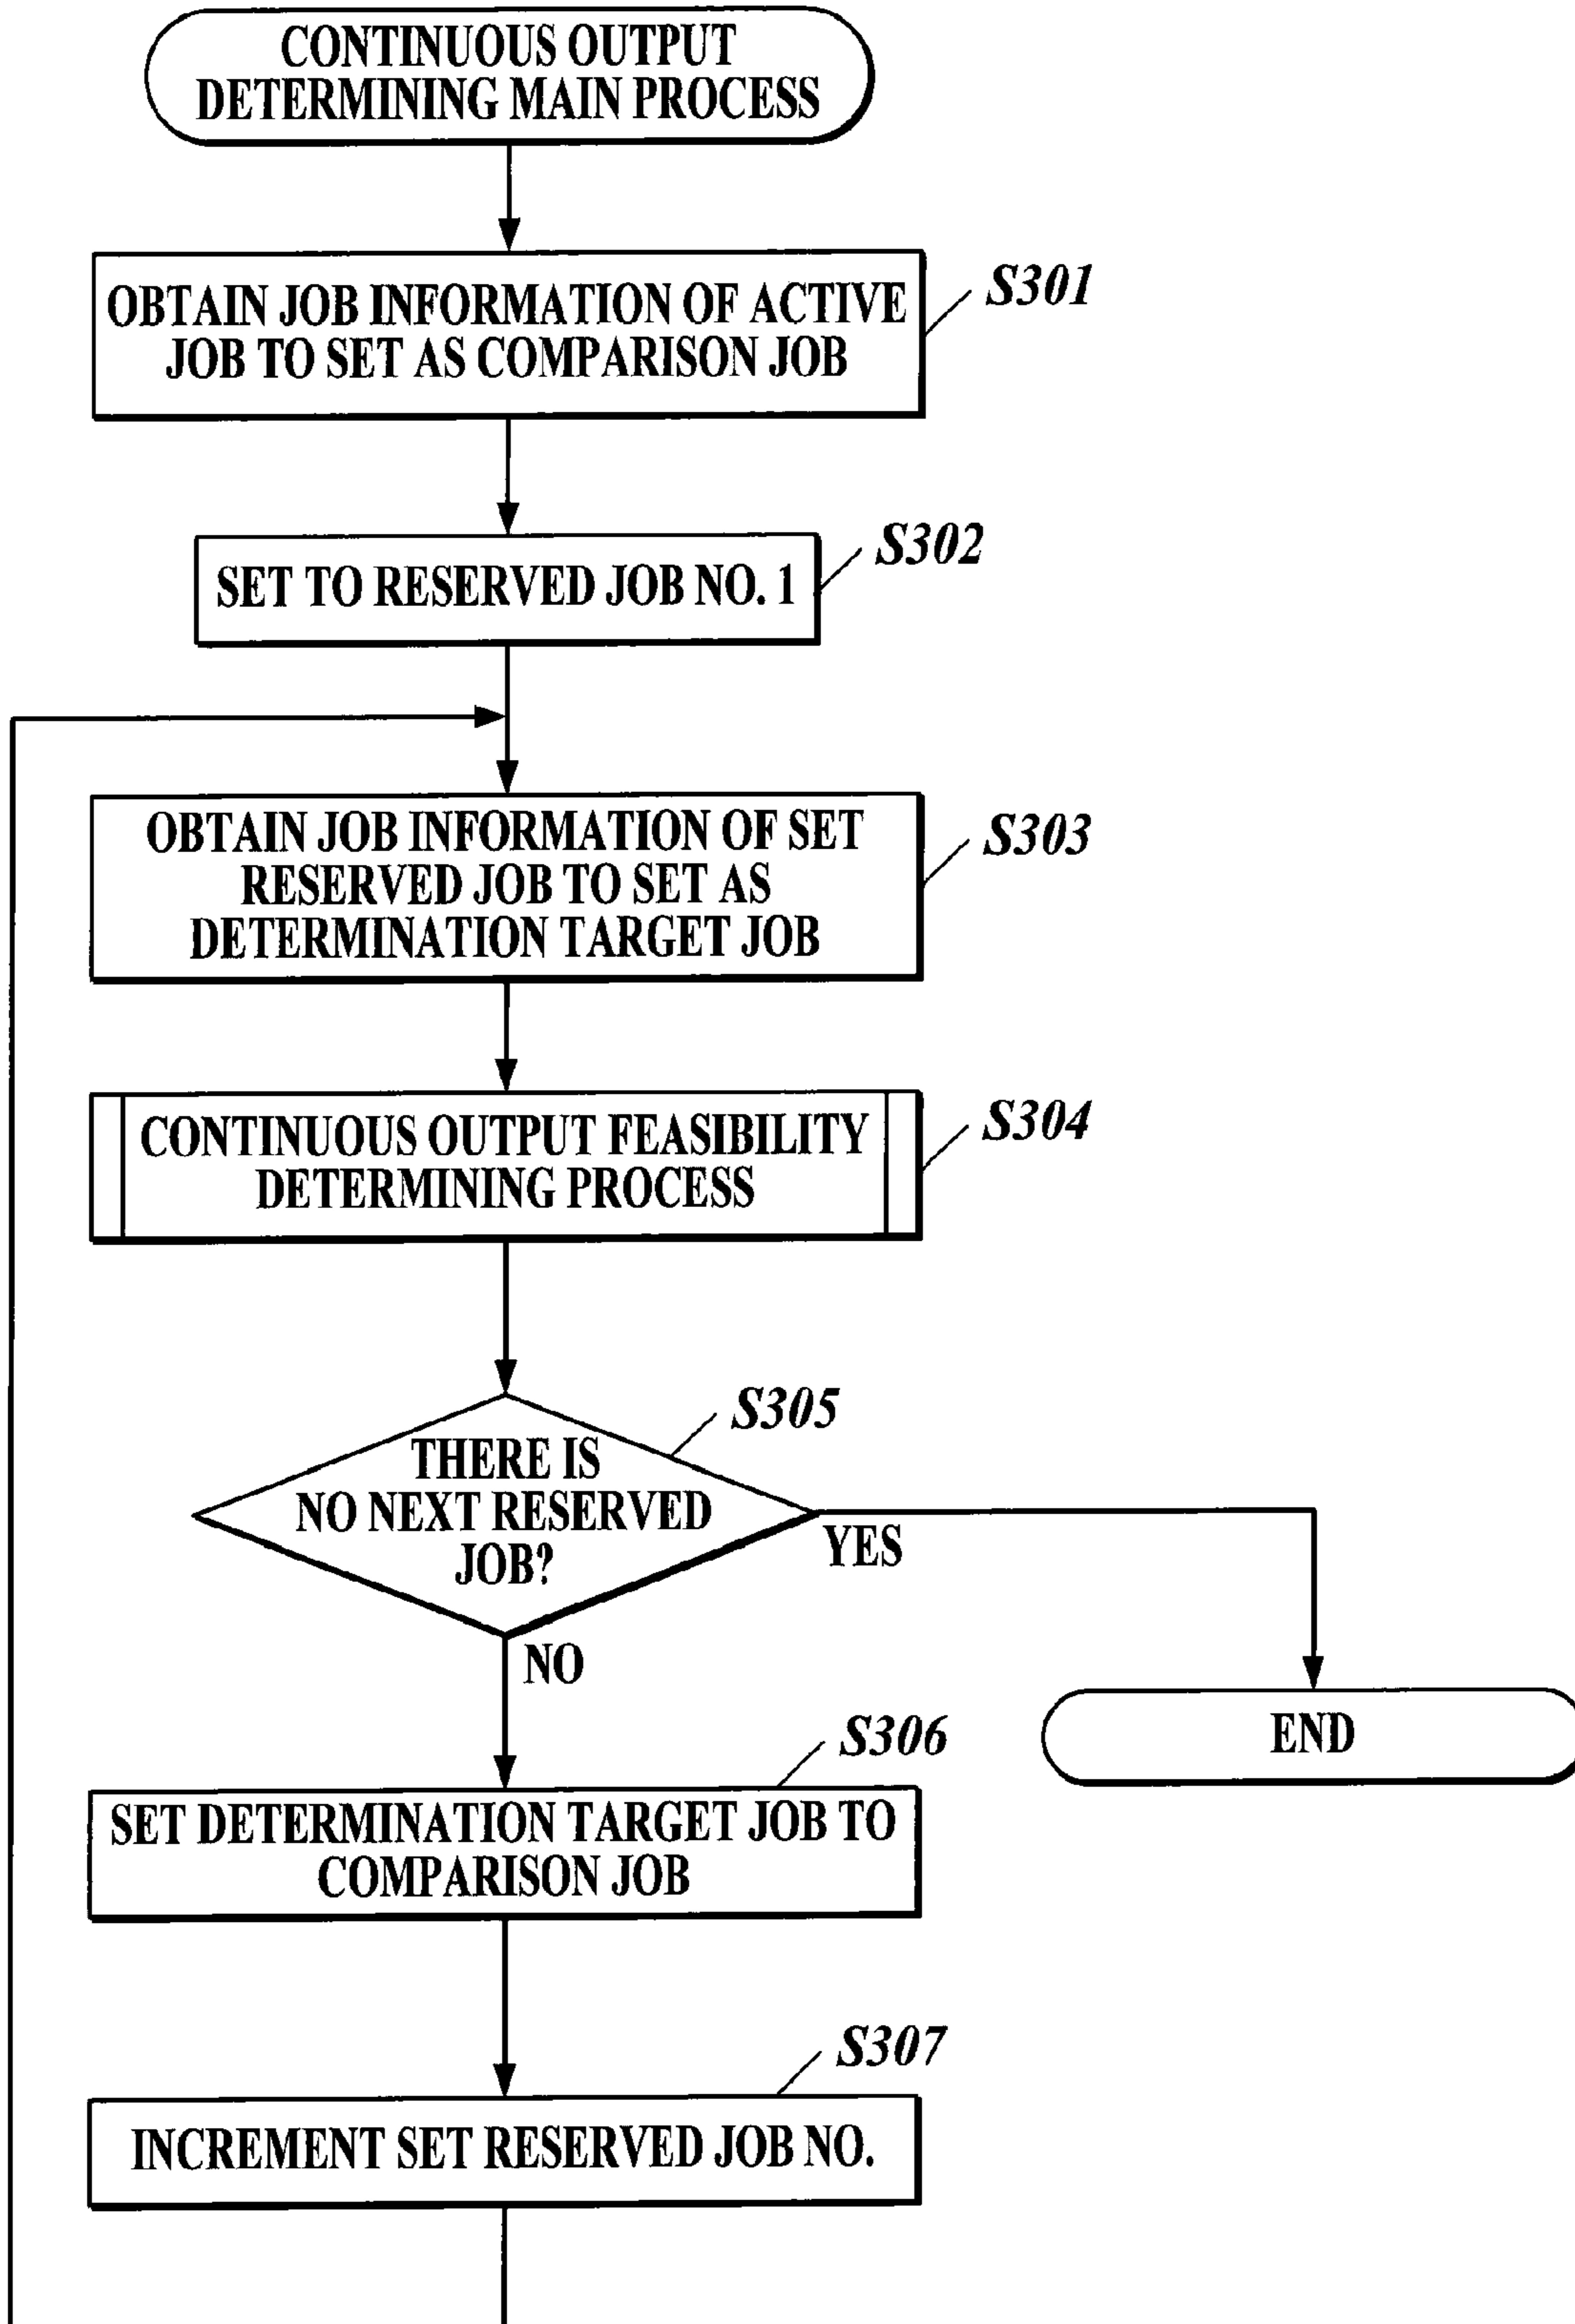 CONTINUOUS OUTPUT
DETERMINING MAIN PROCESS
OBTAIN JOB INFORMATION OF ACTIVE
JOB TO SET AS COMPARISON JOB
S301
SET TO RESERVED JOB NO. 1
S302
OBTAIN JOB INFORMATION OF SET
RESERVED JOB TO SET AS
DETERMINATION TARGET JOB
S303
CONTINUOUS OUTPUT FEASIBILITY
DETERMINING PROCESS
S304
S305
THERE IS
NO NEXT RESERVED
JOB?
YES
NO
END
S306
SET DETERMINATION TARGET JOB TO
COMPARISON JOB
S307
INCREMENT SET RESERVED JOB NO.